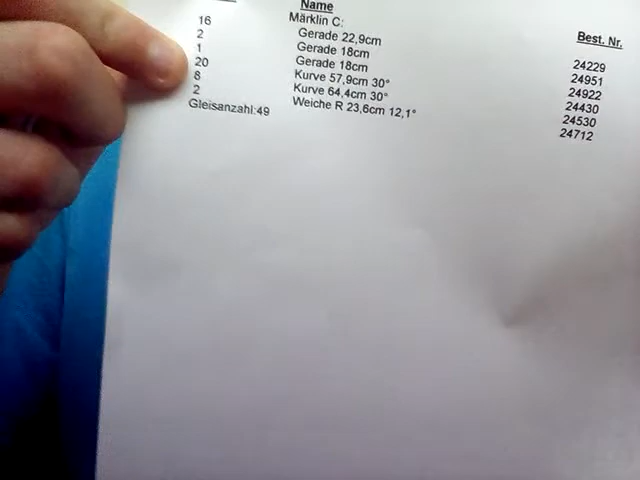 Name Best. Nr.
Märklin C:
16 Gerade 22,9cm 24229
2 Gerade 18cm 24951
1 Gerade 18cm 24922
20 Kurve 57,9cm 30° 24430
8 Kurve 64,4cm 30° 24530
2 Weiche R 23,6cm 12,1° 24712
Gleisanzahl:49